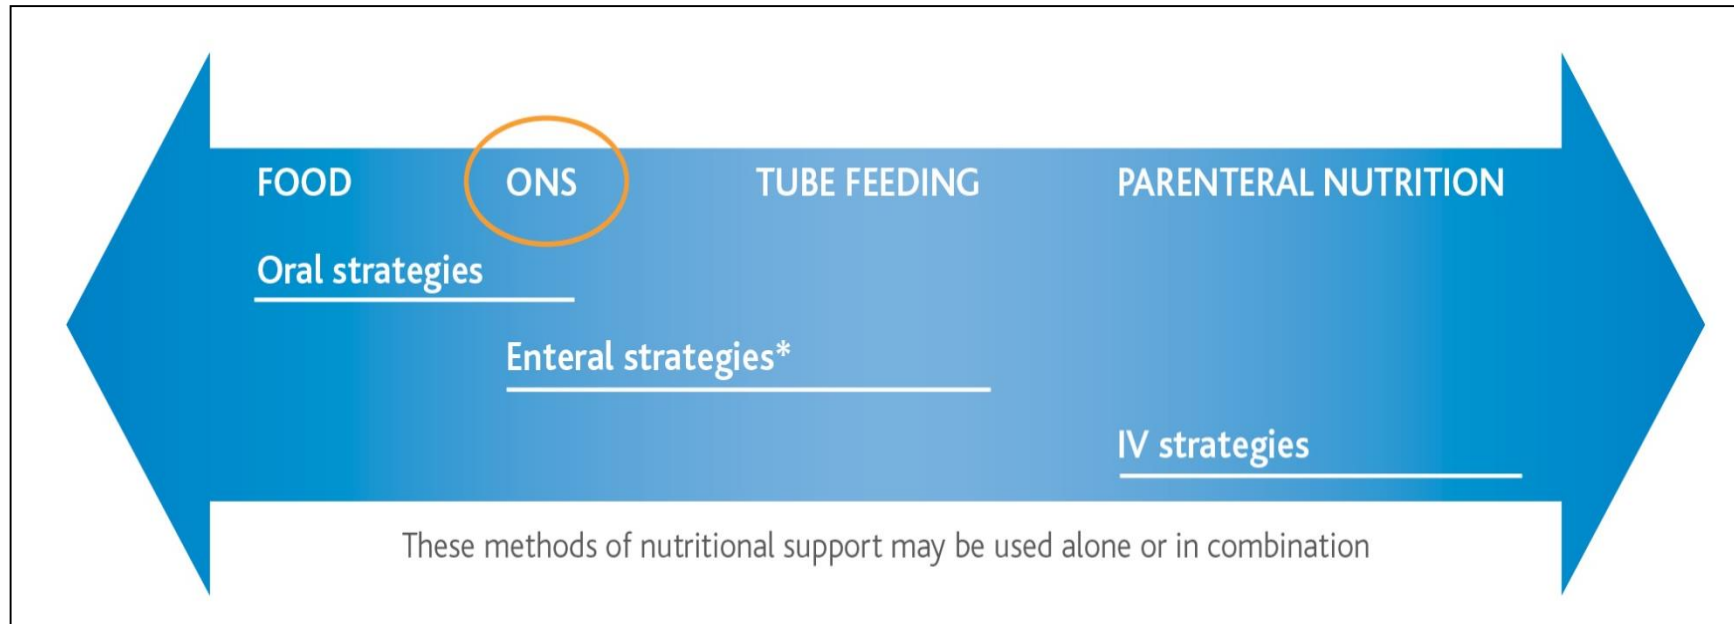 FOOD ONS TUBE FEEDING PARENTERAL NUTRITION
Oral strategies
Enteral strategies*
IV strategies
These methods of nutritional support may be used alone or in combination